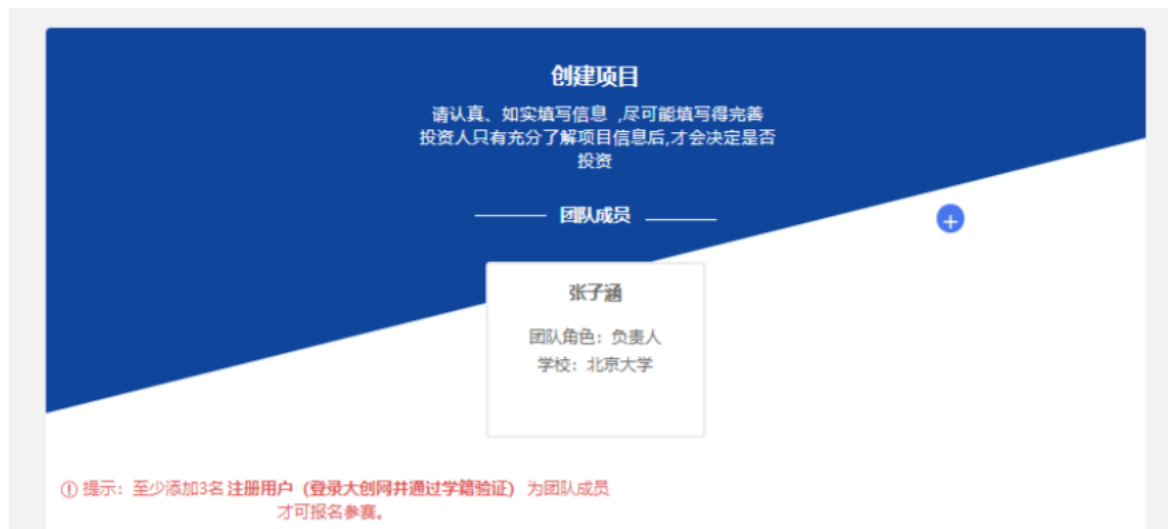 创建项目
请认真、如实填写信息 ,尽可能填写得完善
投资人只有充分了解项目信息后,才会决定是否
投资
团队成员
张子涵
团队角色：负责人
学校：北京大学
提示：至少添加3名注册用户（登录大创网并通过学籍验证）为团队成员
才可报名参赛。